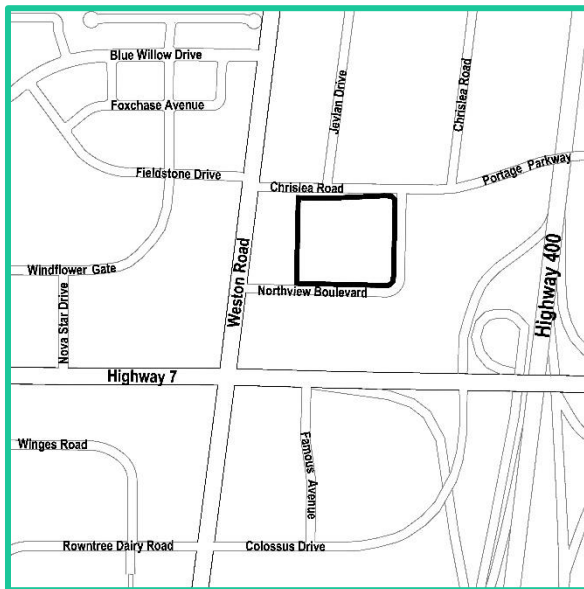 Blue Willow Drive
Foxchase Avenue
Jevlan Drive
Chrislea Road
Fieldstone Drive
Chrislea Road
Portage Parkway
Windflower Gate
Nova Star Drive
Weston Road
Northview Boulevard
Highway 400
Highway 7
Winges Road
Famous Avenue
Rowntree Dairy Road
Colossus Drive